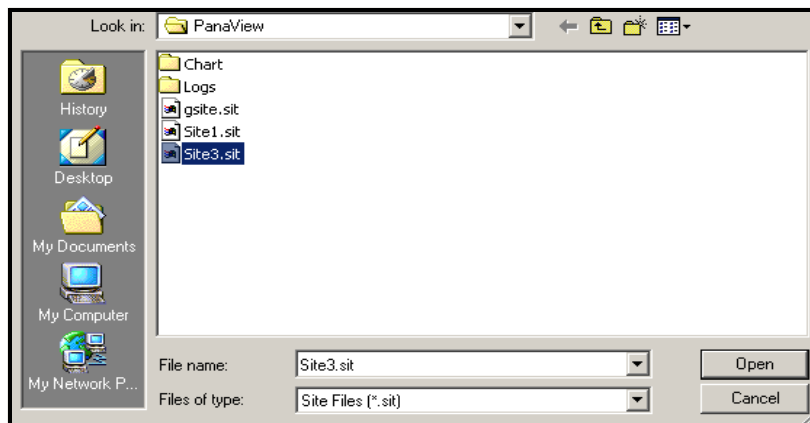 Look in:
PanaView
History
Desktop
My Documents
My Computer
My Network P...
Chart
Logs
gsite.sit
Site1.sit
Site3.sit
File name:
Site3.sit
Open
Files of type:
Site Files (*.sit)
Cancel